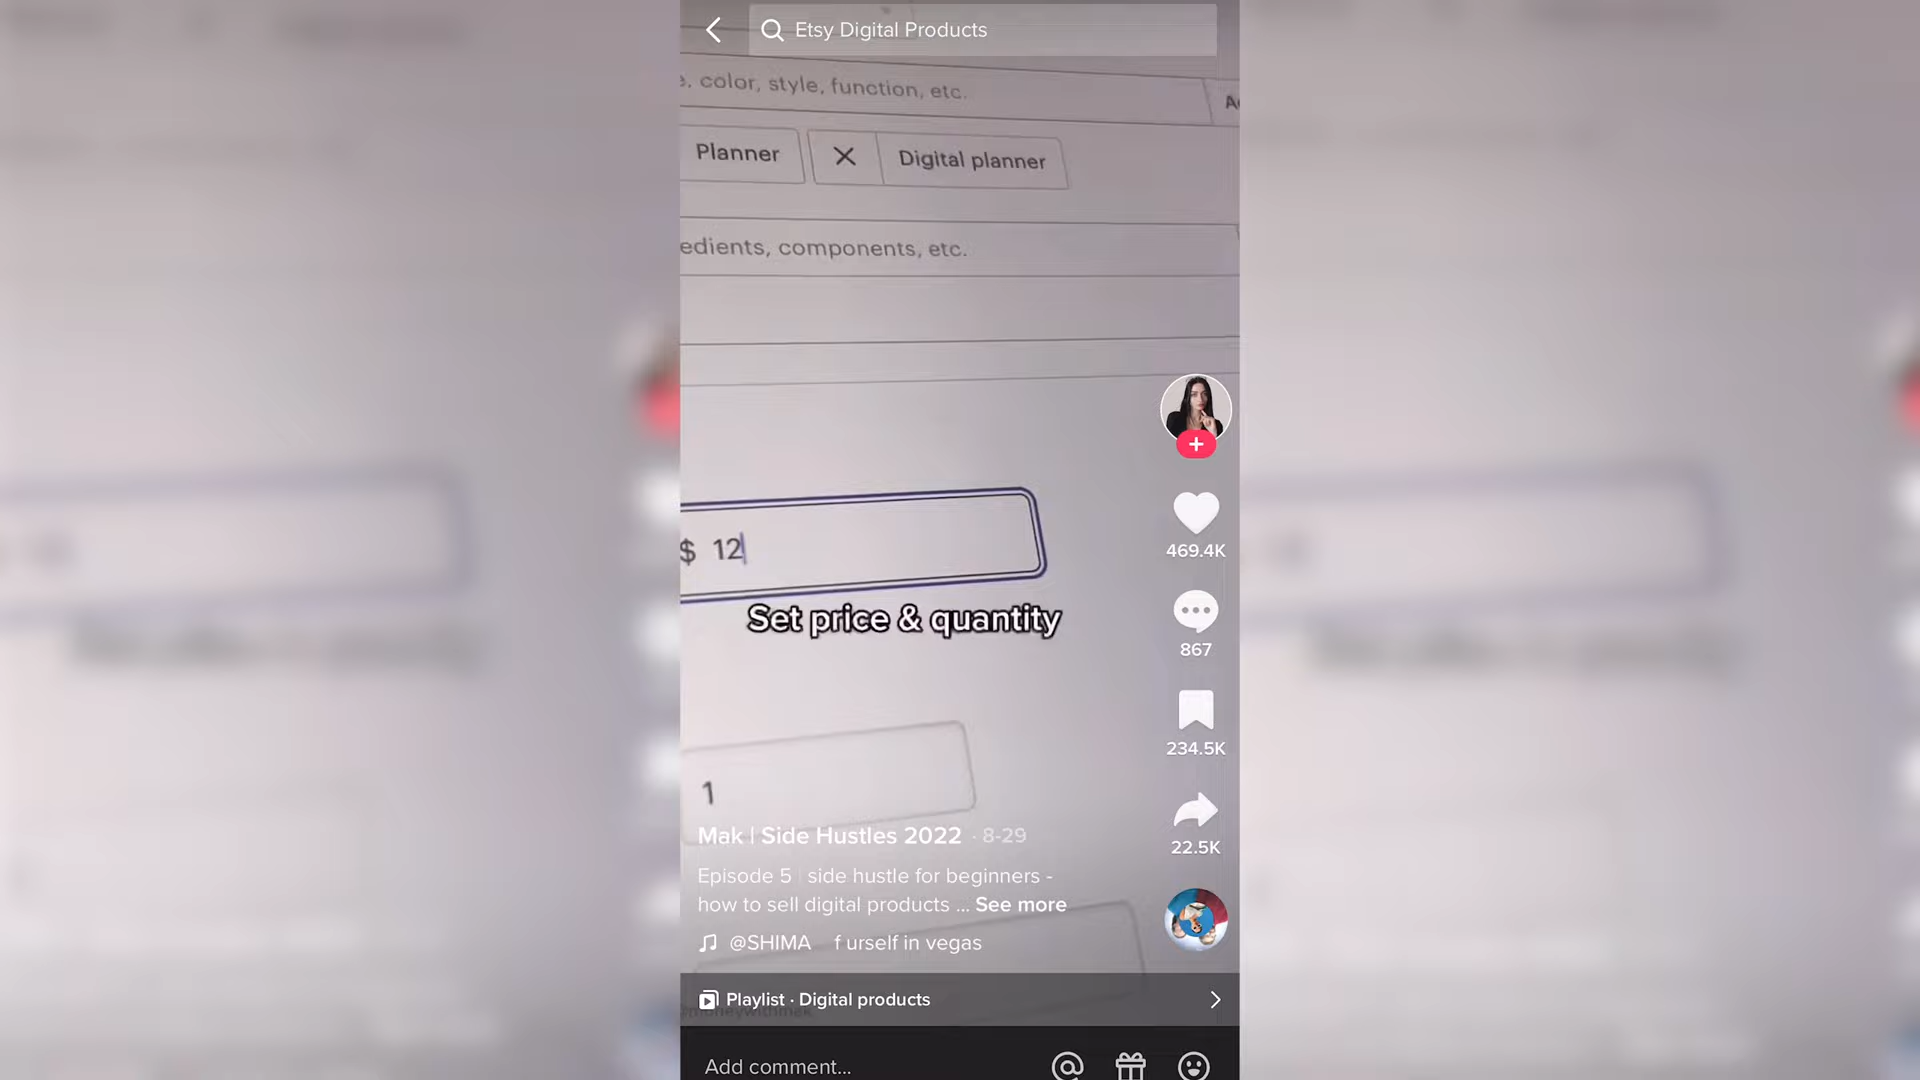 Etsy Digital Products
, color, style, function, etc.
Planner
Digital planner
edients, components, etc.
$ 12
Set price & quantity
1
469.4K
867
234.5K
22.5K
Mak | Side Hustles 2022 · 8-29
Episode 5 | side hustle for beginners -
how to sell digital products ... See more
@SHIMA f urself in vegas
Playlist · Digital products
Add comment...